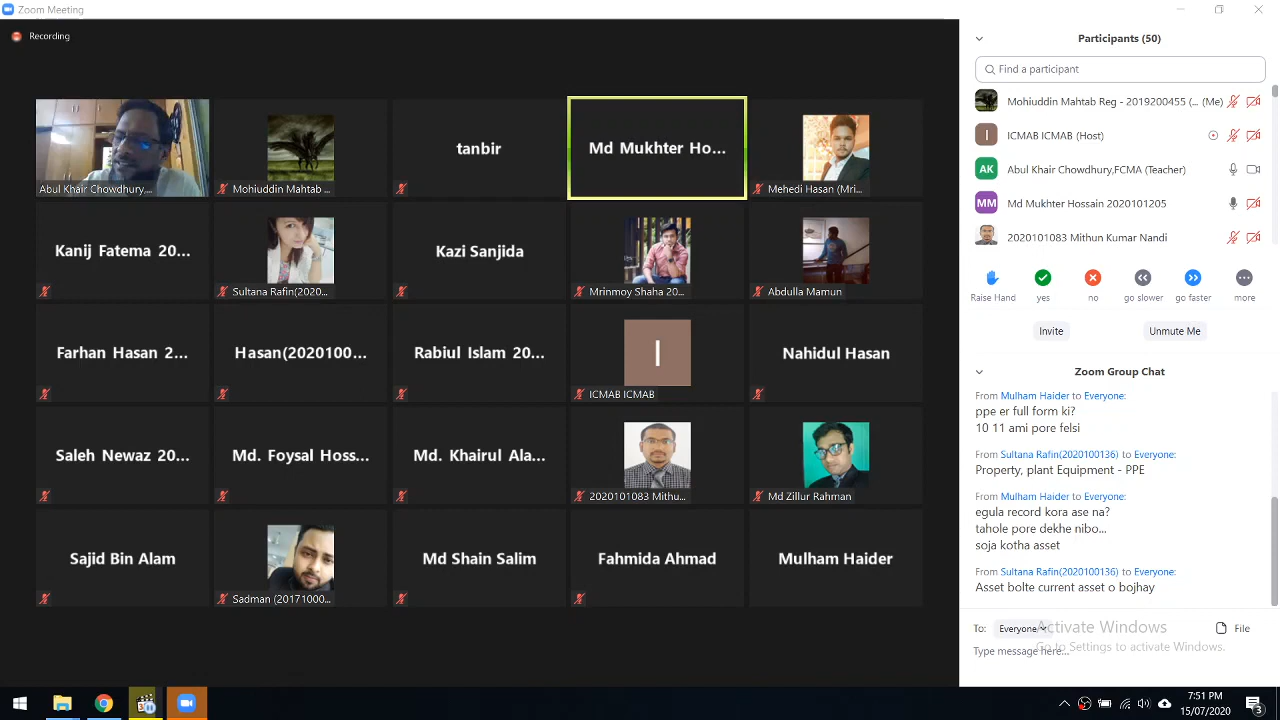 Zoom Meeting
Recording
Participants (50)
Find a participant
Mohiuddin Mahtab Reg - 2019200455 (... (Me)
I ICMAB ICMAB (Host)
AK Abul Khair Chowdhury,FCMA (Teacher)
MM Md Mukhter Hossain 2020101205
2020101083 Mithun Kumar Nandi
Raise Hand yes no go slower go faster more
Invite Unmute Me
Abul Khair Chowdhury,...
Mohiuddin Mahtab ...
tanbir
Md Mukhter Ho...
Mehedi Hasan (Mri...
Kanij Fatema 20...
Sultana Rafin(2020...
Kazi Sanjida
Mrinmoy Shaha 20...
Abdulla Mamun
Farhan Hasan 2...
Hasan(2020100...
Rabiul Islam 20...
I
ICMAB ICMAB
Nahidul Hasan
Saleh Newaz 20...
Md. Foysal Hoss...
Md. Khairul Ala...
2020101083 Mithu...
Md Zillur Rahman
Sajid Bin Alam
Sadman (20171000...
Md Shain Salim
Fahmida Ahmad
Mulham Haider
Zoom Group Chat
From Mulham Haider to Everyone:
ppe er full form ki?
10 11 ami pore felsi
From Sultana Rafin(2020100136) to Everyone:
Property, plant Equipment - PPE
From Mulham Haider to Everyone:
egula record kora ase na?
tahole pore dekhe nibo...
soja kotha asset
From Sultana Rafin(2020100136) to Everyone:
Asset bolte current asset o bojhay
To: Everyone File
Type message here...
Activate Windows
Go to Settings to activate Windows.
7:51 PM
15/07/2020
3